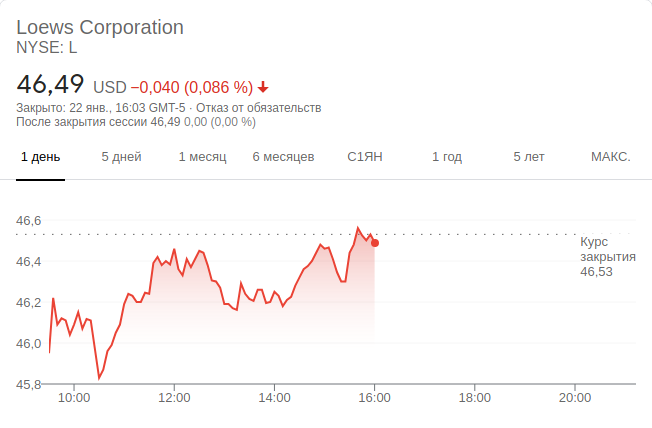 Loews Corporation
NYSE: L
46,49 USD −0,040 (0,086 %)
Закрыто: 22 янв., 16:03 GMT-5 · Отказ от обязательств
После закрытия сессии 46,49 0,00 (0,00 %)
1 день 5 дней 1 месяц 6 месяцев С1ЯН 1 год 5 лет МАКС.
46,6
46,4
46,2
46,0
45,8
Курс
закрытия
46,53
10:00 12:00 14:00 16:00 18:00 20:00